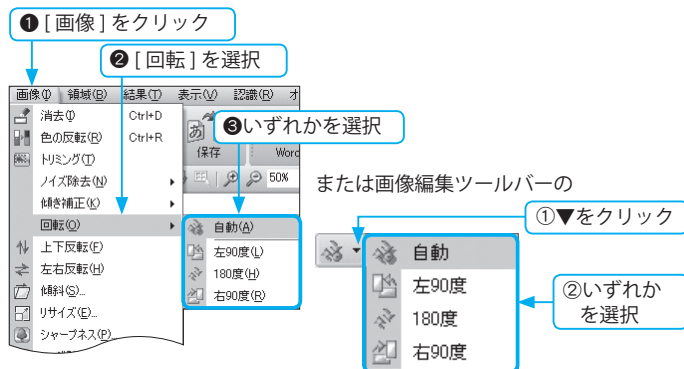 ❶[画像]をクリック
❷[回転]を選択
画像(I) 領域(B) 結果(T) 表示(V) 認識(R) オ
消去(I) Ctrl+D
色の反転(R) Ctrl+R
トリミング(T)
ノイズ除去(N)
傾き補正(K)
回転(O)
上下反転(F)
左右反転(H)
傾斜(S)...
リサイズ(E)...
シャープネス(P)...
❸いずれかを選択
あ
保存 Word
50%
自動(A)
左90度(L)
180度(H)
右90度(R)
または画像編集ツールバーの
①▼をクリック
自動
左90度
180度
右90度
②いずれか
を選択